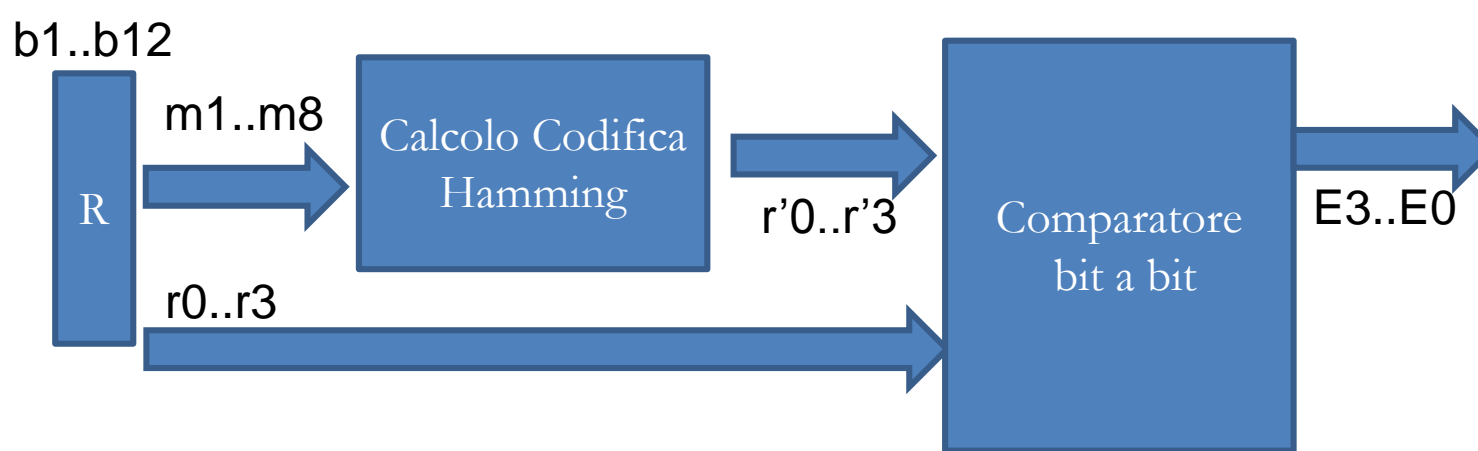 b1..b12
R
m1..m8
r0..r3
Calcolo Codifica
Hamming
r’0..r’3
Comparatore
bit a bit
E3..E0